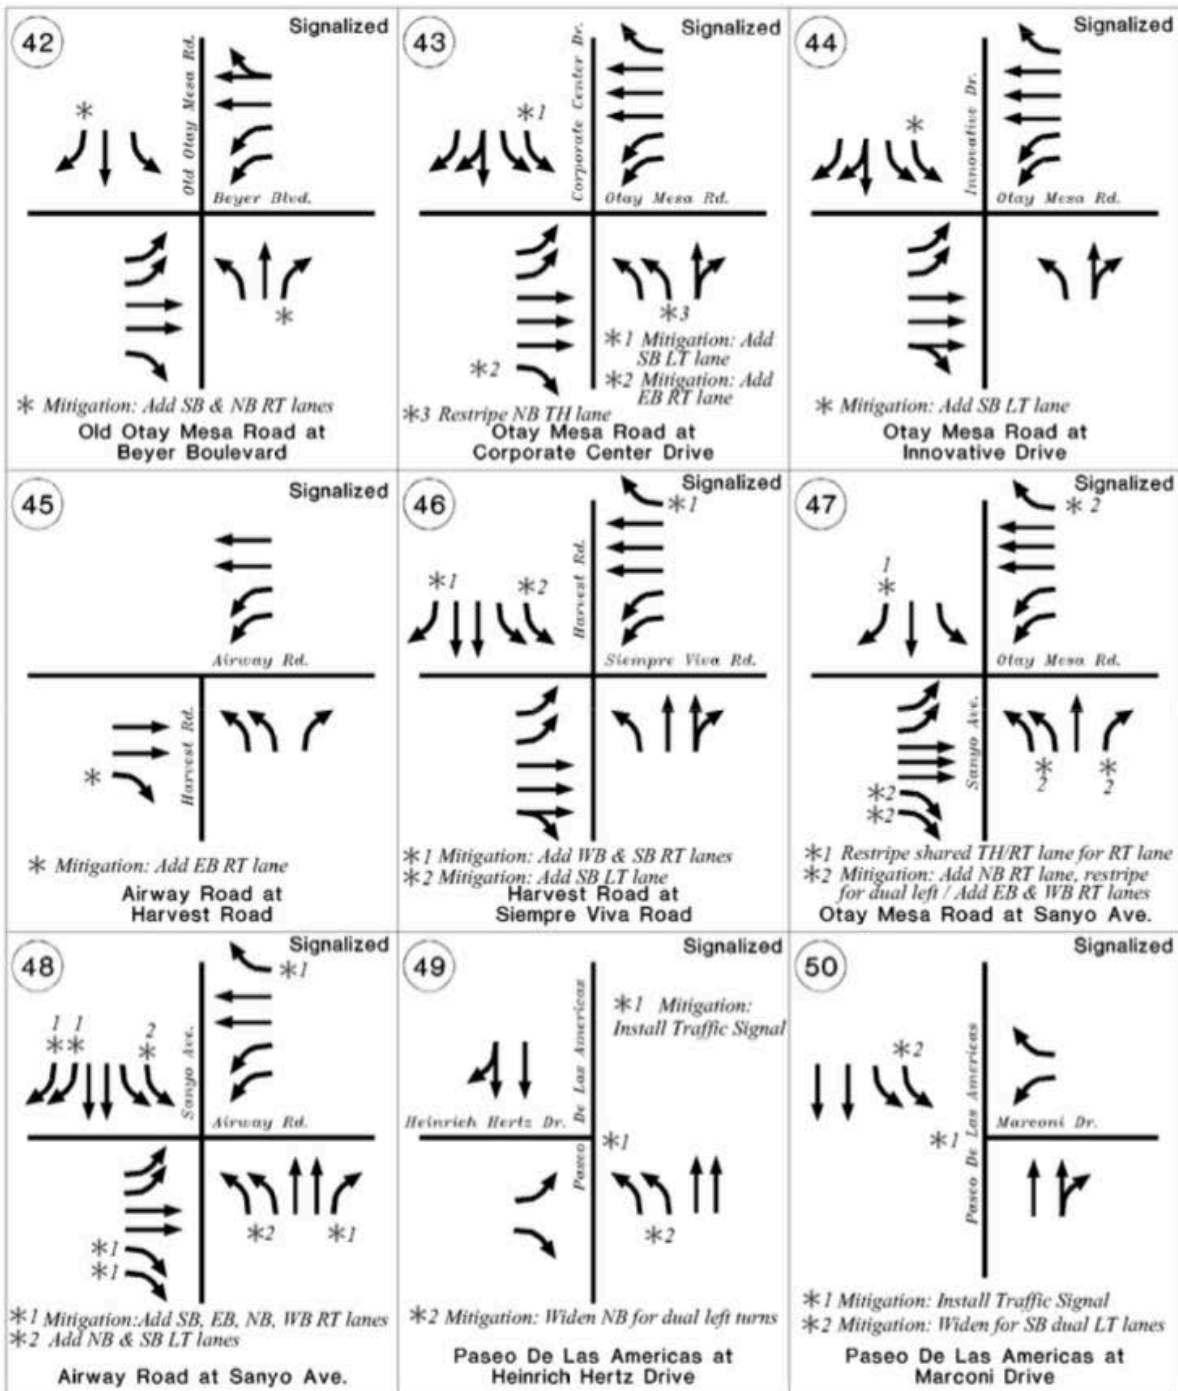 42
Signalized
Old Otay Mesa Rd.
*
Beyer Blvd.
*
* Mitigation: Add SB & NB RT lanes
Old Otay Mesa Road at
Beyer Boulevard
43
Signalized
Corporate Center Dr.
*1
Otay Mesa Rd.
*3
*1 Mitigation: Add
SB LT lane
*2
*2 Mitigation: Add
EB RT lane
*3 Restripe NB TH lane
Otay Mesa Road at
Corporate Center Drive
44
Signalized
Innovative Dr.
*
Otay Mesa Rd.
* Mitigation: Add SB LT lane
Otay Mesa Road at
Innovative Drive
45
Signalized
Airway Rd.
Harvest Rd.
*
* Mitigation: Add EB RT lane
Airway Road at
Harvest Road
46
Signalized
*1
Harvest Rd.
*1
*2
Siempre Viva Rd.
*1 Mitigation: Add WB & SB RT lanes
*2 Mitigation: Add SB LT lane
Harvest Road at
Siempre Viva Road
47
Signalized
*2
1
*
Otay Mesa Rd.
Sanyo Ave.
*
2
*
2
*2
*2
*1 Restripe shared TH/RT lane for RT lane
*2 Mitigation: Add NB RT lane, restripe
for dual left / Add EB & WB RT lanes
Otay Mesa Road at Sanyo Ave.
48
Signalized
*1
1 1 2
* * *
Sanyo Ave.
Airway Rd.
*2 *1
*1
*1
*1 Mitigation:Add SB, EB, NB, WB RT lanes
*2 Add NB & SB LT lanes
Airway Road at Sanyo Ave.
49
Signalized
*1 Mitigation:
Install Traffic Signal
Paseo De Las Americas
Heinrich Hertz Dr.
*1
*2
*2 Mitigation: Widen NB for dual left turns
Paseo De Las Americas at
Heinrich Hertz Drive
50
Signalized
*2
Paseo De Las Americas
*1
Marconi Dr.
*1 Mitigation: Install Traffic Signal
*2 Mitigation: Widen for SB dual LT lanes
Paseo De Las Americas at
Marconi Drive